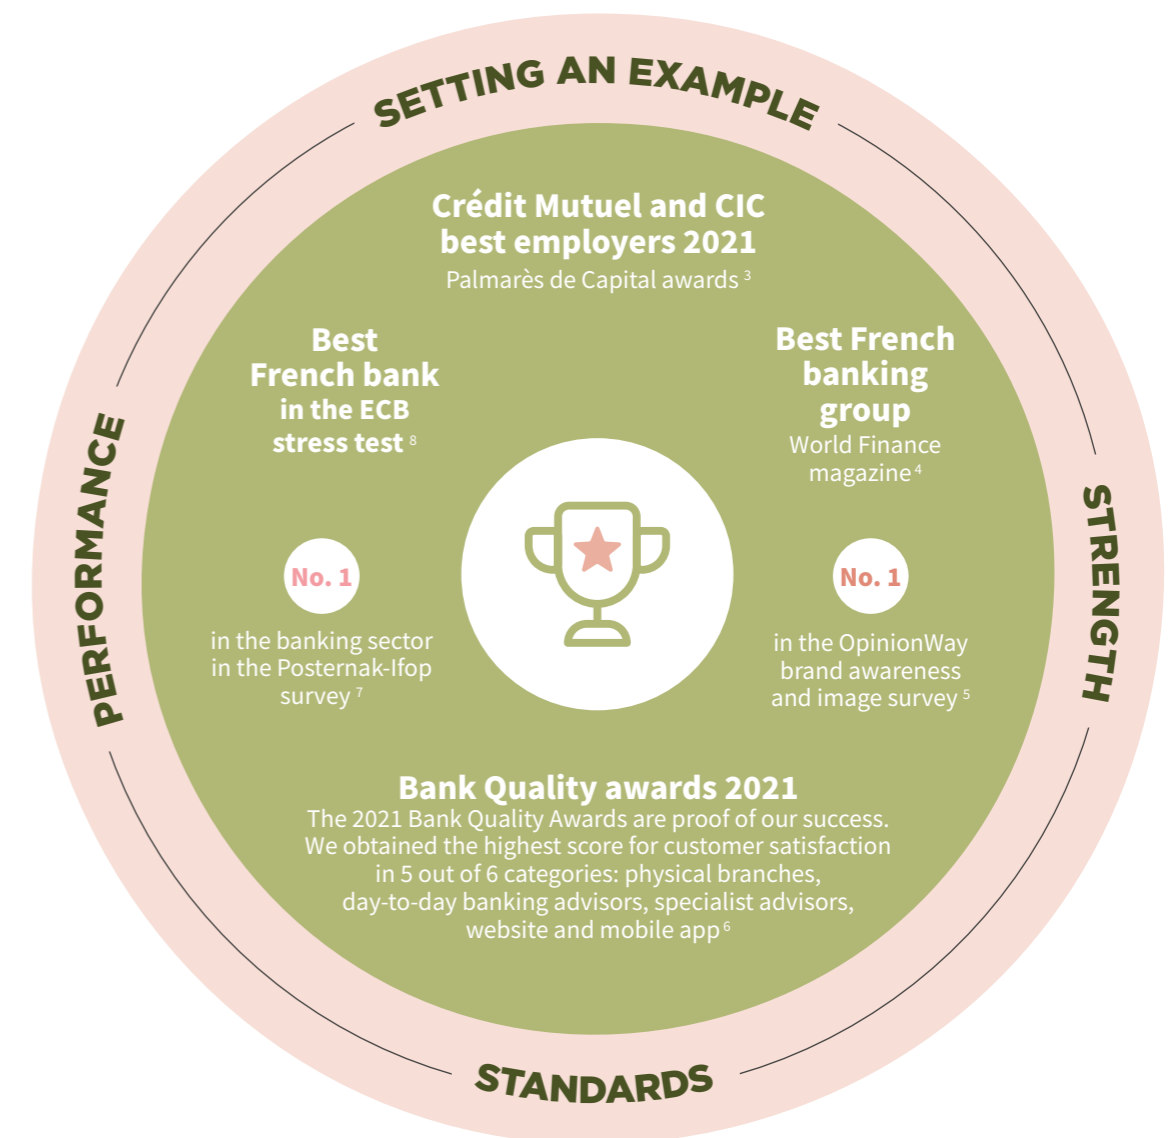 SETTING AN EXAMPLE
Crédit Mutuel and CIC
best employers 2021
Palmarès de Capital awards 3
Best
French bank
in the ECB
stress test 8
Best French
banking
group
World Finance
magazine 4
PERFORMANCE
STRENGTH
No. 1
in the banking sector
in the Posternak-Ifop
survey 7
No. 1
in the OpinionWay
brand awareness
and image survey 5
Bank Quality awards 2021
The 2021 Bank Quality Awards are proof of our success.
We obtained the highest score for customer satisfaction
in 5 out of 6 categories: physical branches,
day-to-day banking advisors, specialist advisors,
website and mobile app 6
STANDARDS